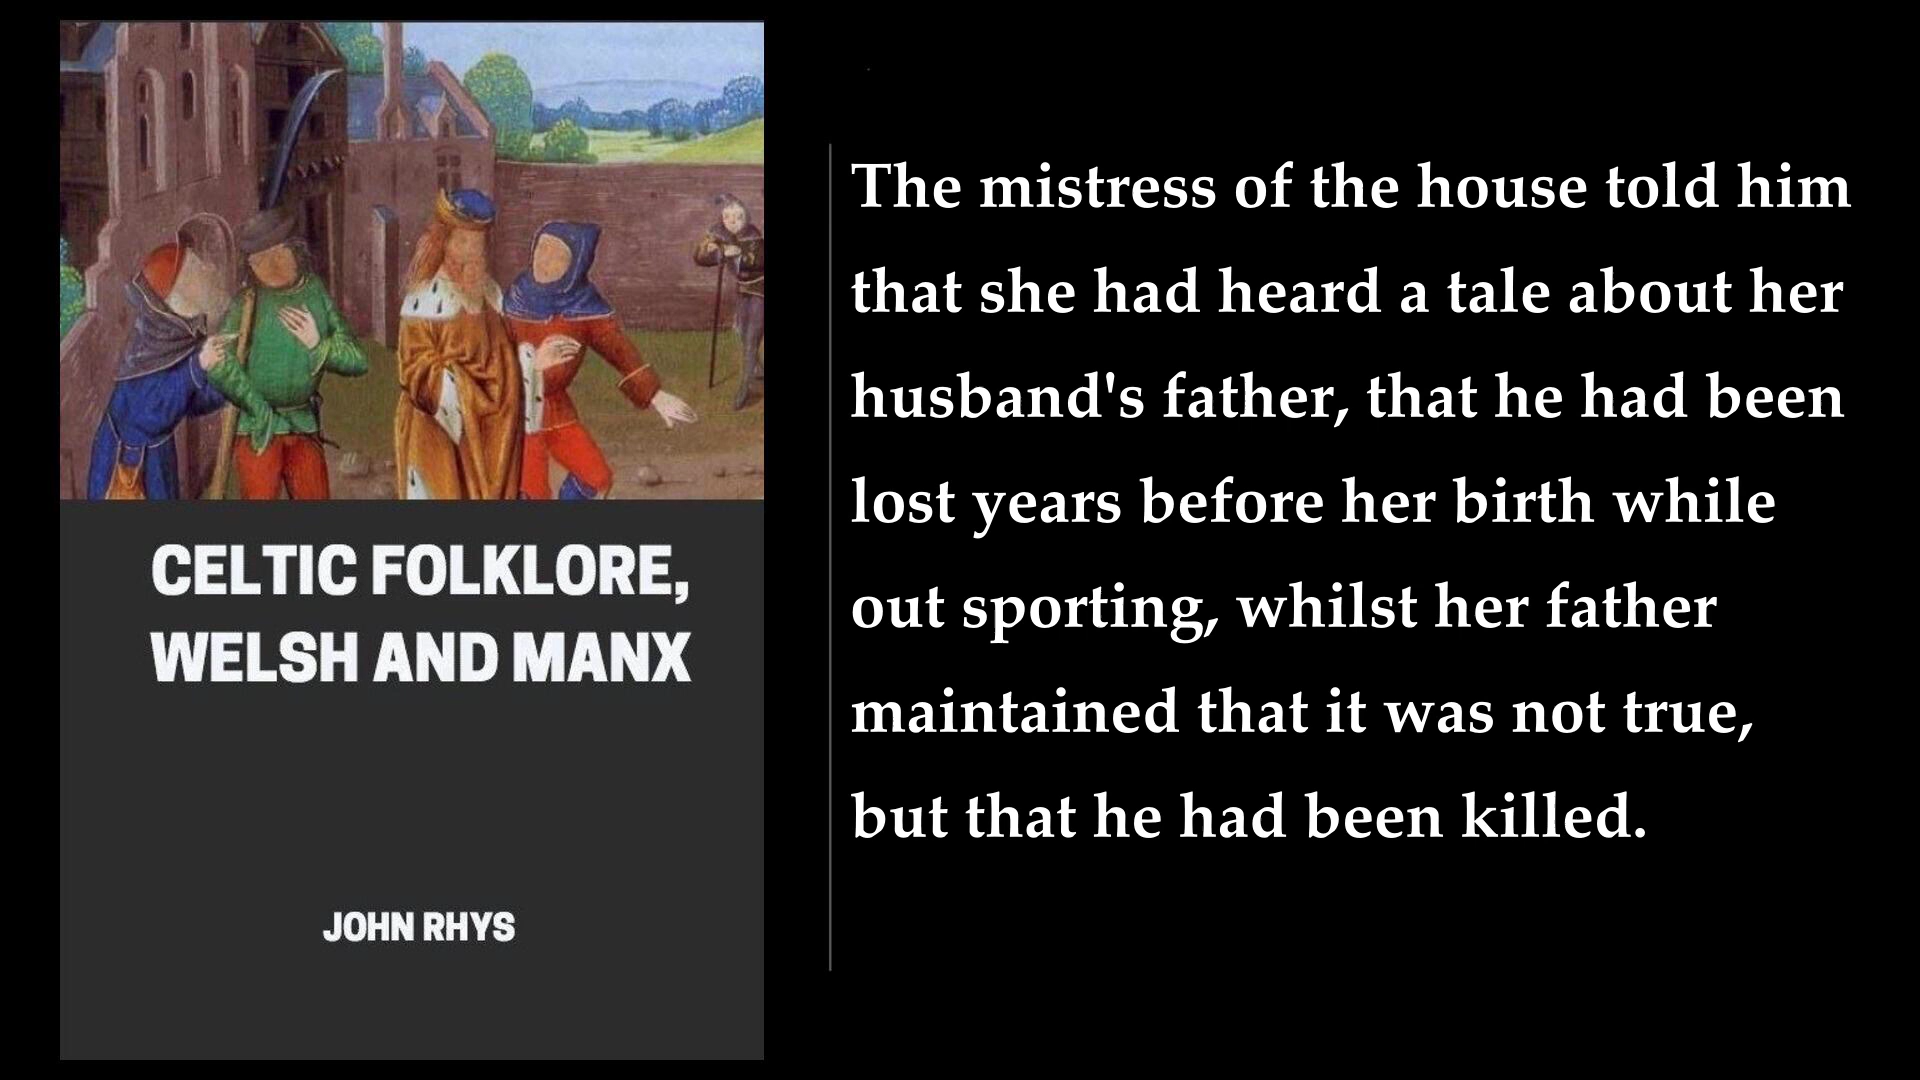 CELTIC FOLKLORE,
WELSH AND MANX
JOHN RHYS
The mistress of the house told him
that she had heard a tale about her
husband's father, that he had been
lost years before her birth while
out sporting, whilst her father
maintained that it was not true,
but that he had been killed.